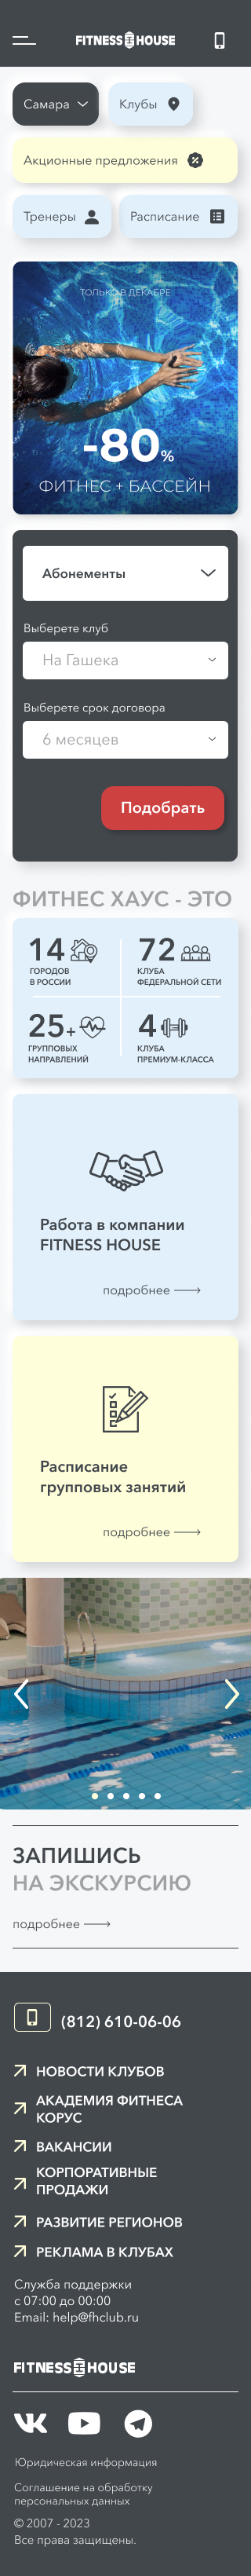 FITNESS HOUSE
Самара
Клубы
Акционные предложения
Тренеры
Расписание
ТОЛЬКО В ДЕКАБРЕ
-80%
ФИТНЕС + БАССЕЙН
Абонементы
Выберете клуб
На Гашека
Выберете срок договора
6 месяцев
Подобрать
ФИТНЕС ХАУС - ЭТО
14
ГОРОДОВ
В РОССИИ
72
КЛУБА
ФЕДЕРАЛЬНОЙ СЕТИ
25+
ГРУППОВЫХ
НАПРАВЛЕНИЙ
4
КЛУБА
ПРЕМИУМ-КЛАССА
Работа в компании
FITNESS HOUSE
подробнее
Расписание
групповых занятий
подробнее
ЗАПИШИСЬ
НА ЭКСКУРСИЮ
подробнее
(812) 610-06-06
НОВОСТИ КЛУБОВ
АКАДЕМИЯ ФИТНЕСА
КОРУС
ВАКАНСИИ
КОРПОРАТИВНЫЕ
ПРОДАЖИ
РАЗВИТИЕ РЕГИОНОВ
РЕКЛАМА В КЛУБАХ
Служба поддержки
с 07:00 до 00:00
Email: help@fhclub.ru
FITNESS HOUSE
Юридическая информация
Соглашение на обработку
персональных данных
© 2007 - 2023
Все права защищены.